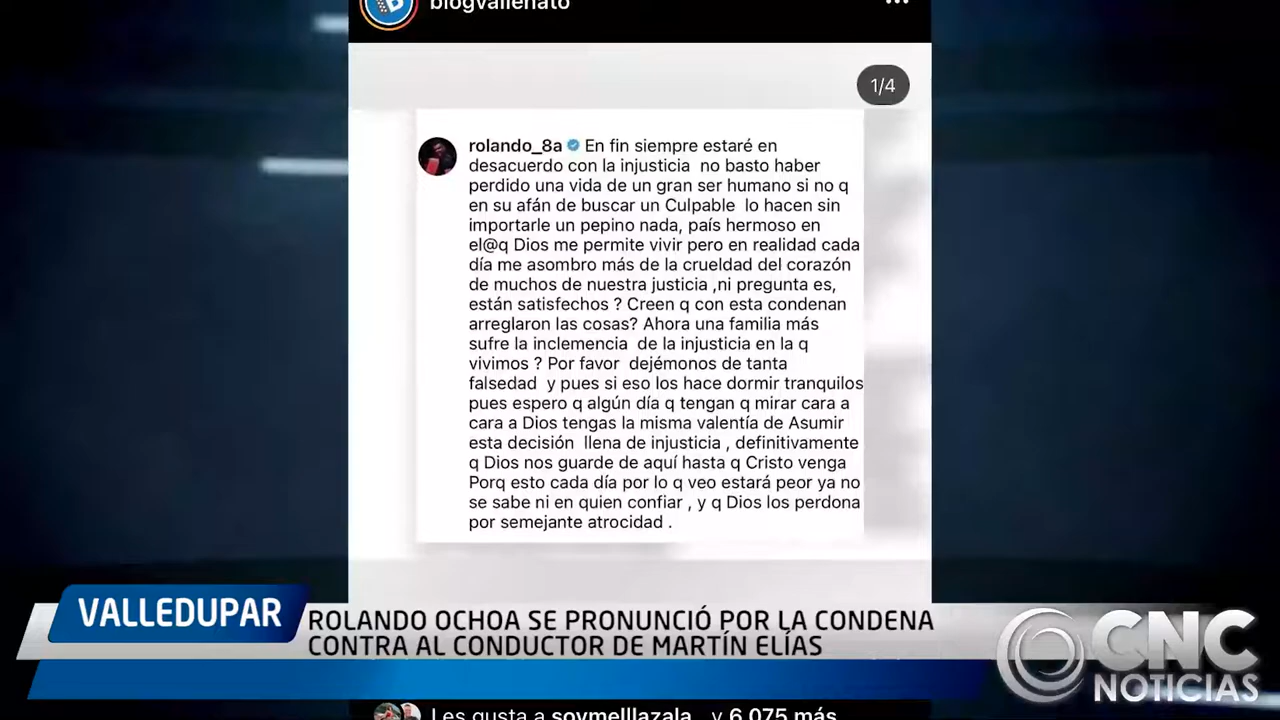 blogvallenato
1/4
rolando_8a En fin siempre estaré en
desacuerdo con la injusticia no basto haber
perdido una vida de un gran ser humano si no q
en su afán de buscar un Culpable lo hacen sin
importarle un pepino nada, país hermoso en
el@q Dios me permite vivir pero en realidad cada
día me asombro más de la crueldad del corazón
de muchos de nuestra justicia ,ni pregunta es,
están satisfechos ? Creen q con esta condenan
arreglaron las cosas? Ahora una familia más
sufre la inclemencia de la injusticia en la q
vivimos ? Por favor dejémonos de tanta
falsedad y pues si eso los hace dormir tranquilos
pues espero q algún día q tengan q mirar cara a
cara a Dios tengas la misma valentía de Asumir
esta decisión llena de injusticia , definitivamente
q Dios nos guarde de aquí hasta q Cristo venga
Porq esto cada día por lo q veo estará peor ya no
se sabe ni en quien confiar , y q Dios los perdona
por semejante atrocidad .
VALLEDUPAR
ROLANDO OCHOA SE PRONUNCIÓ POR LA CONDENA
CONTRA AL CONDUCTOR DE MARTÍN ELÍAS
CNC
NOTICIAS
Les gusta a soymelllazala_ y 6.075 más